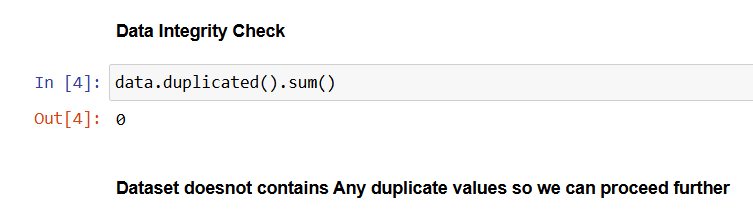 Data Integrity Check
In [4]: data.duplicated().sum()
Out[4]: 0
Dataset doesnot contains Any duplicate values so we can proceed further